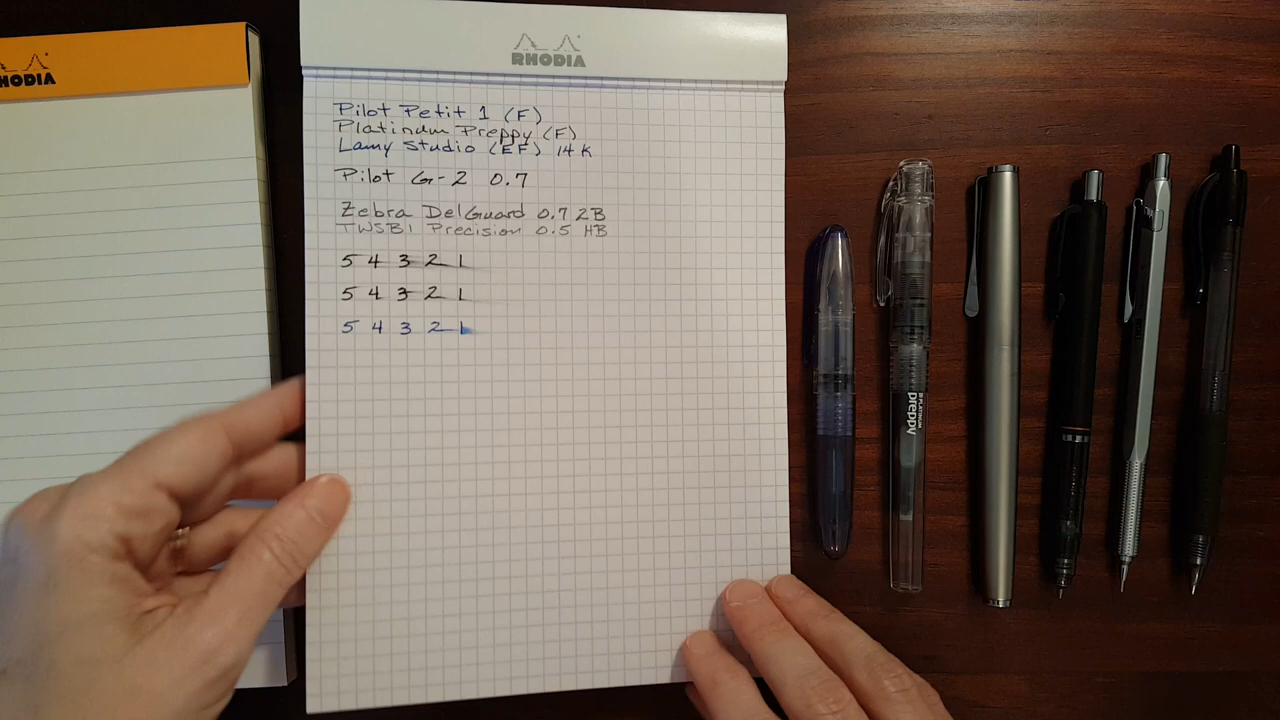 RHODIA
RHODIA
Pilot Petit 1 (F)
Platinum Preppy (F)
Lamy Studio (EF) 14K
Pilot G-2 0.7
Zebra DelGuard 0.7 2B
TWSBI Precision 0.5 HB
5 4 3 2 1
5 4 3 2 1
5 4 3 2 1
PLATINUM
preppy